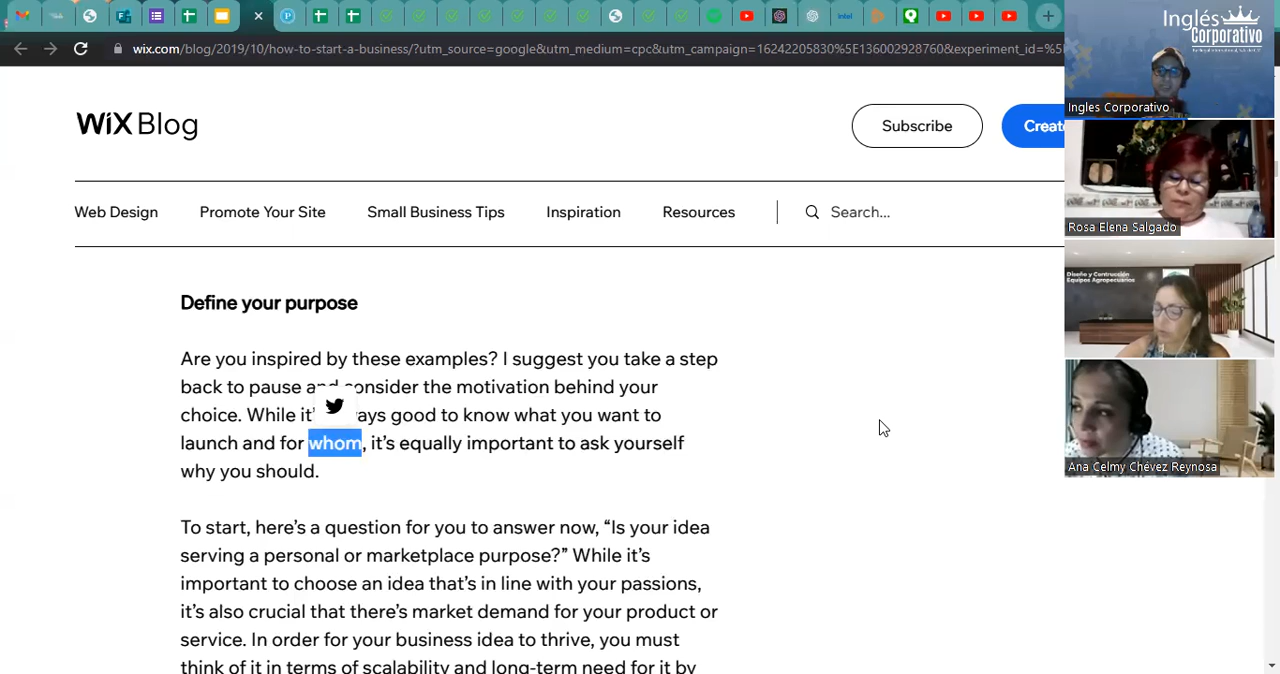 wix.com/blog/2019/10/how-to-start-a-business/?utm_source=google&utm_medium=cpc&utm_campaign=16242205830%5E136002928760&experiment_id=%5
WiX Blog
Subscribe
Create
Web Design
Promote Your Site
Small Business Tips
Inspiration
Resources
Search...
Define your purpose
Are you inspired by these examples? I suggest you take a step
back to pause and consider the motivation behind your
choice. While it' ays good to know what you want to
launch and for whom, it's equally important to ask yourself
why you should.
To start, here's a question for you to answer now, “Is your idea
serving a personal or marketplace purpose?” While it's
important to choose an idea that's in line with your passions,
it's also crucial that there's market demand for your product or
service. In order for your business idea to thrive, you must
think of it in terms of scalability and long-term need for it by
Inglés
Corporativo
Ingles Corporativo
Rosa Elena Salgado
Diseño y Contrucción
Equipos Agropecuarios
Ana Celmy Chévez Reynosa